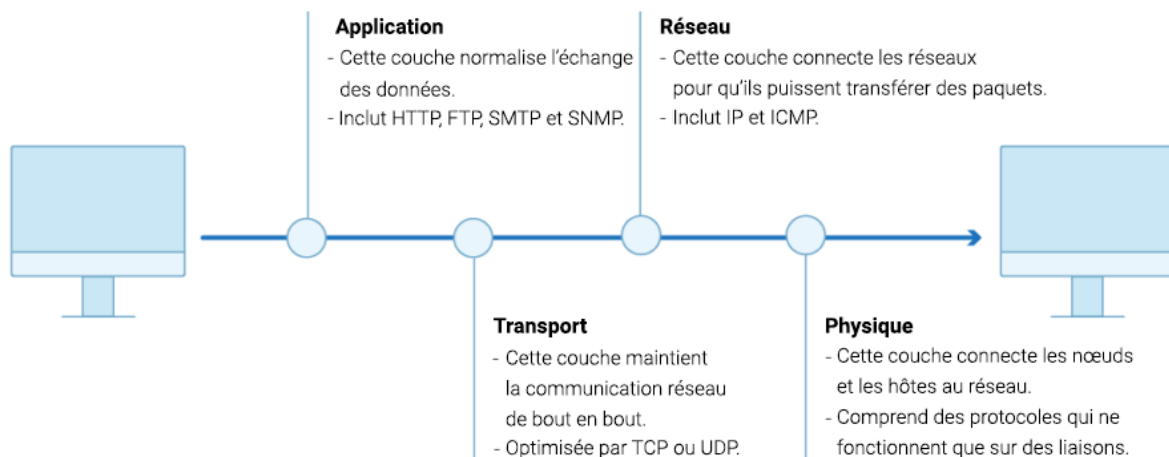 Application
- Cette couche normalise l'échange
des données.
- Inclut HTTP, FTP, SMTP et SNMP.
Transport
- Cette couche maintient
la communication réseau
de bout en bout.
- Optimisée par TCP ou UDP.
Réseau
- Cette couche connecte les réseaux
pour qu'ils puissent transférer des paquets.
- Inclut IP et ICMP.
Physique
- Cette couche connecte les nœuds
et les hôtes au réseau.
- Comprend des protocoles qui ne
fonctionnent que sur des liaisons.